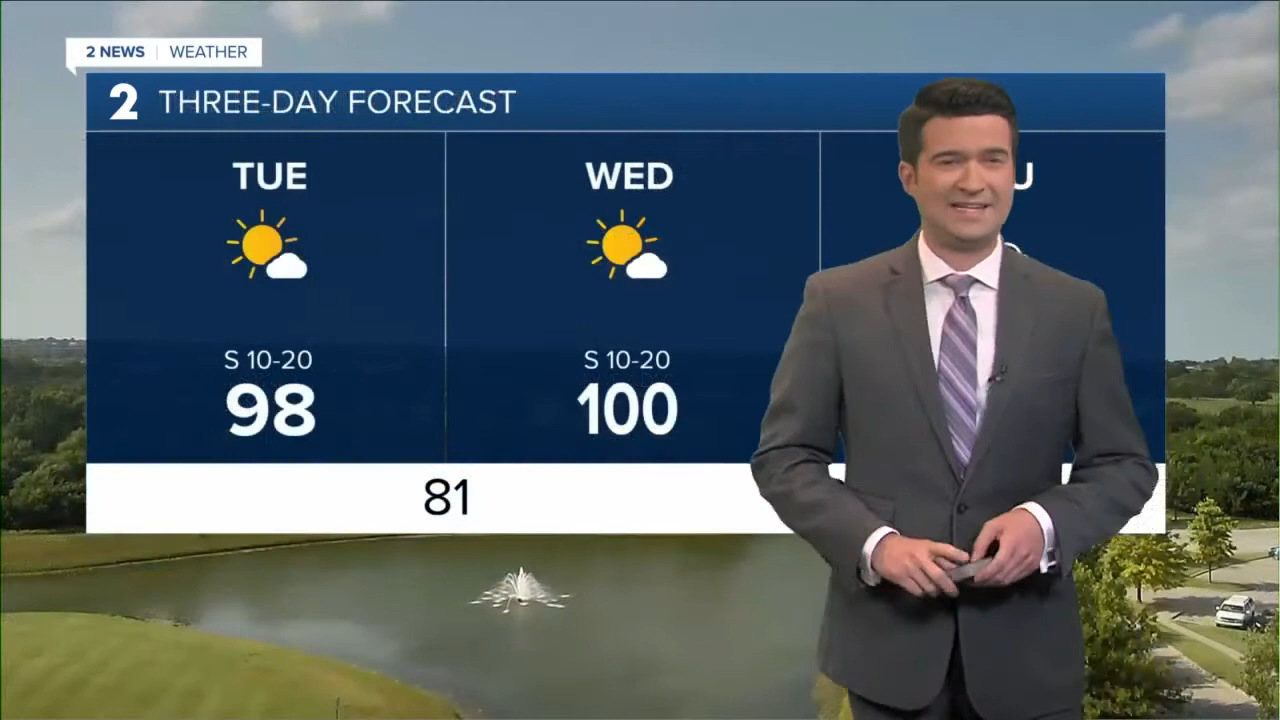 2 NEWS | WEATHER
2 THREE-DAY FORECAST
TUE
WED
U
S 10-20
S 10-20
98
100
81